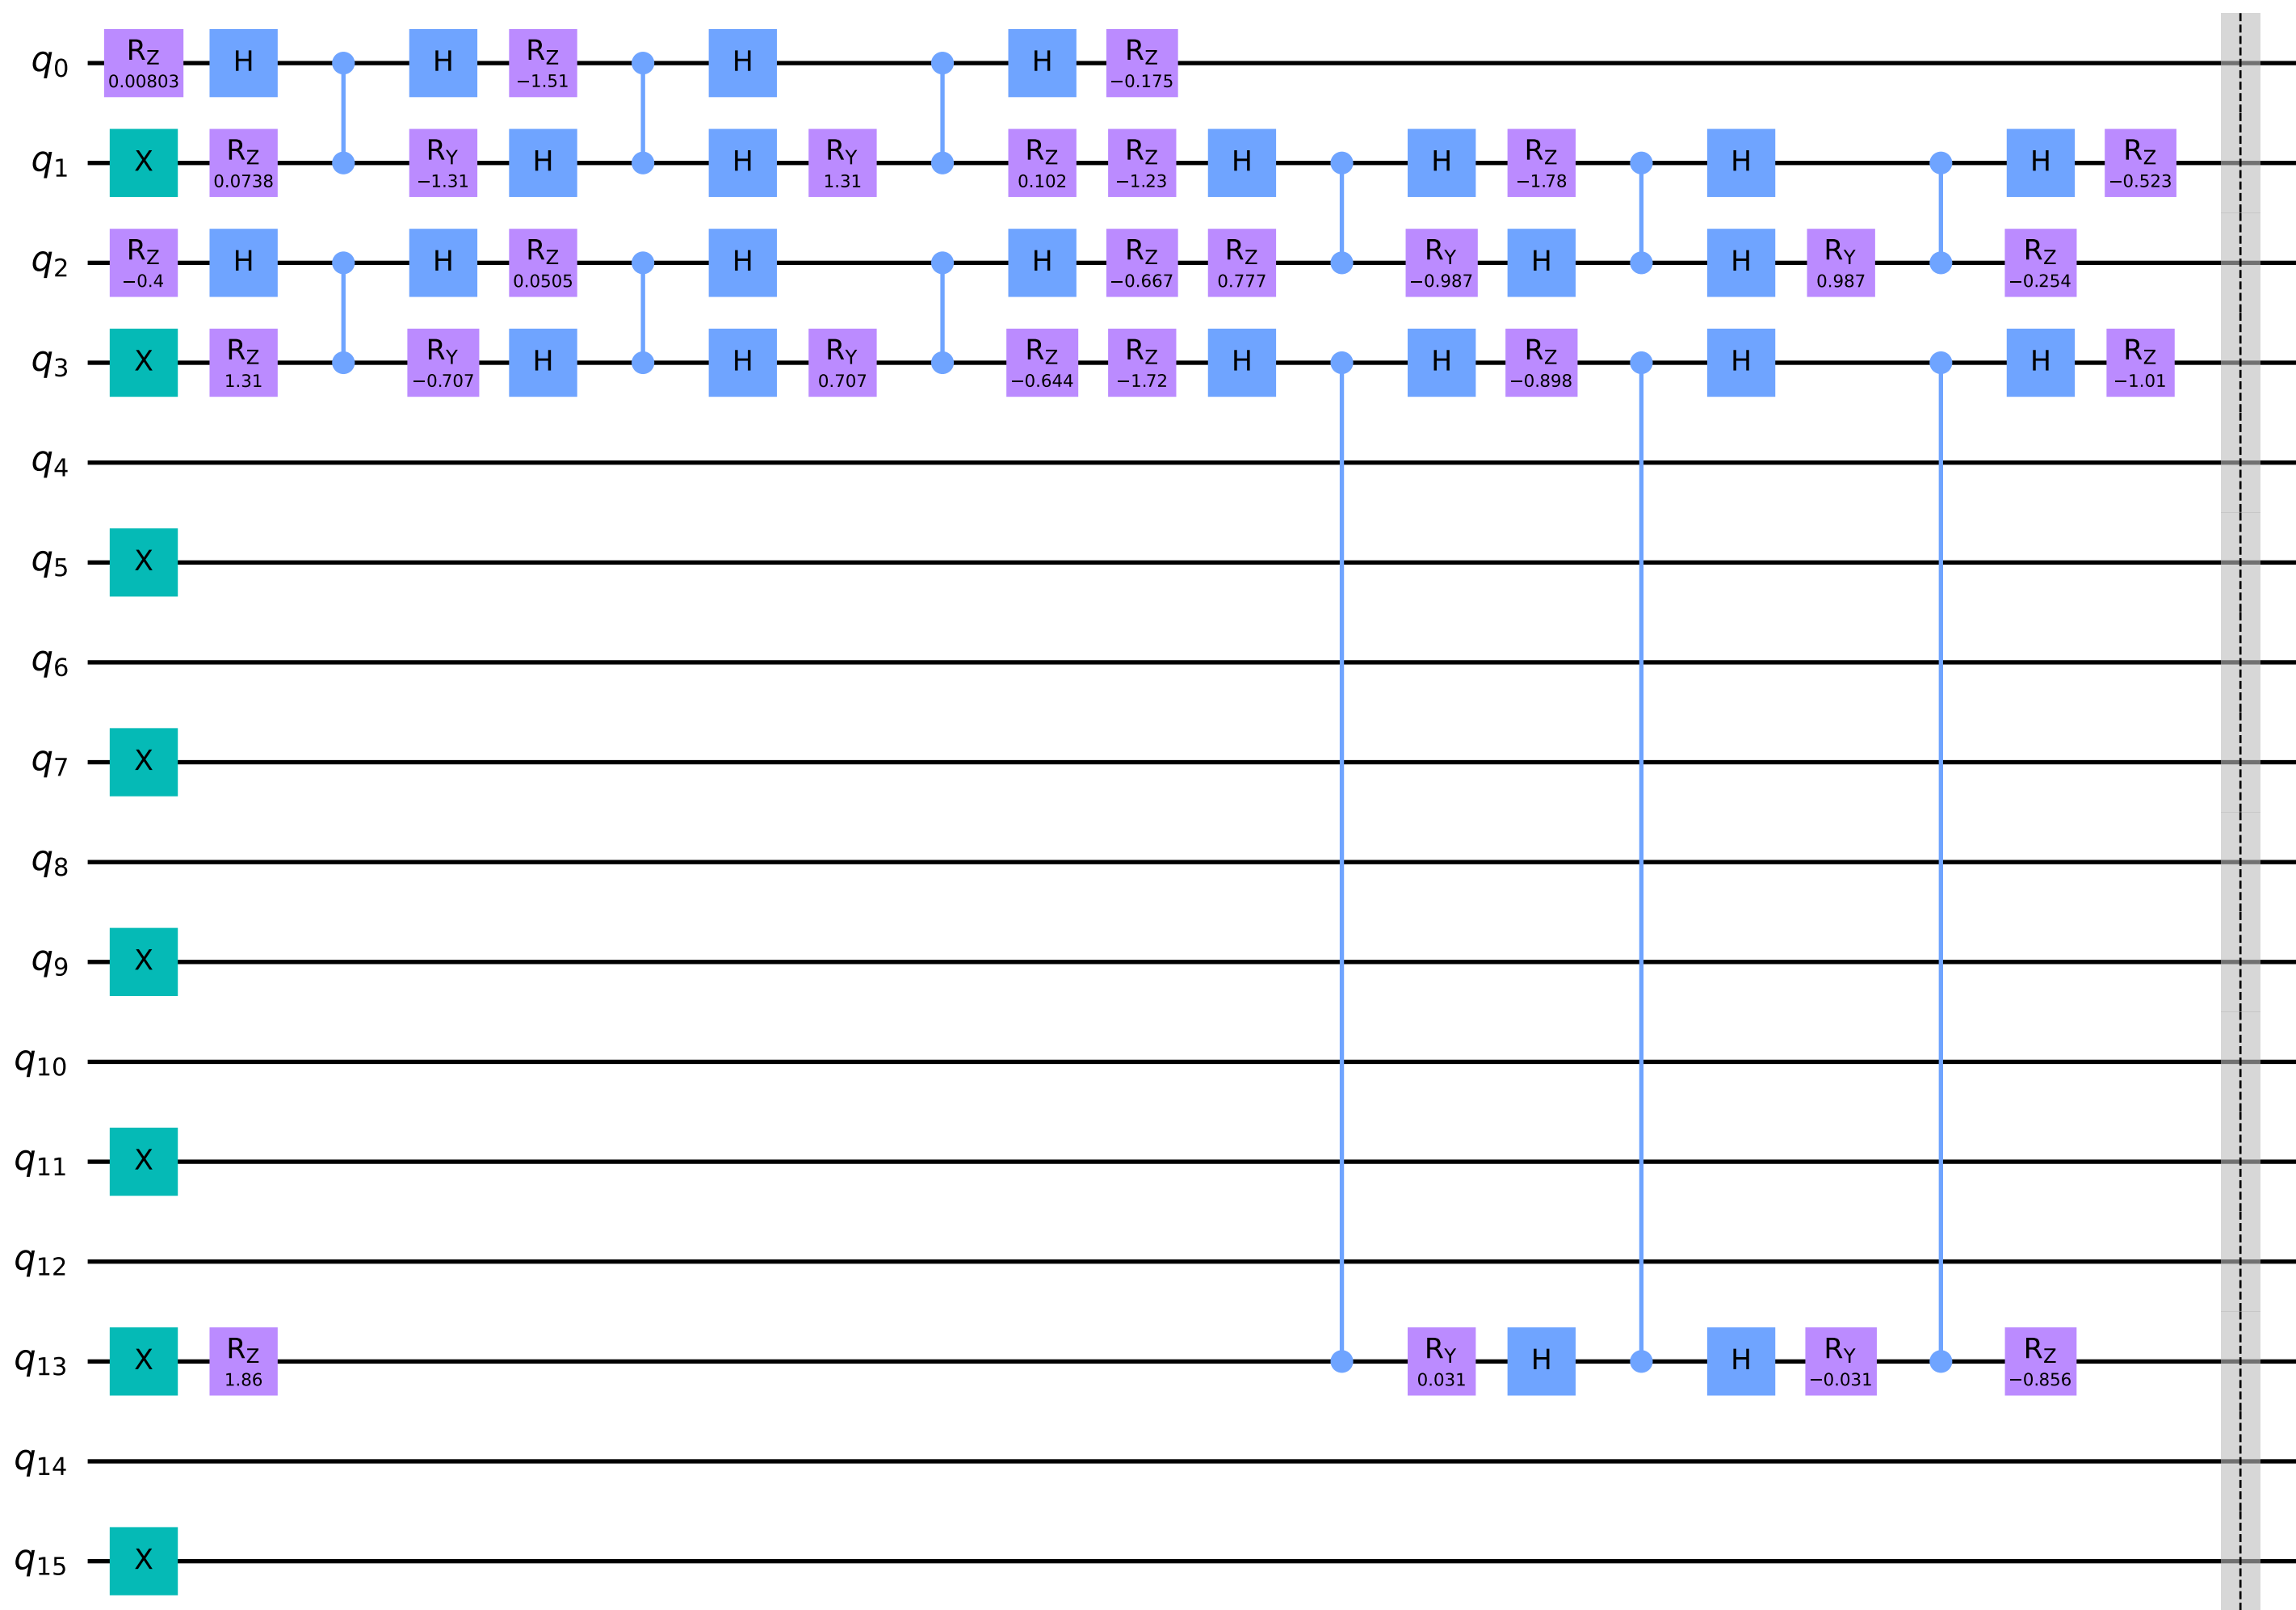 q0 RZ 0.00803 H H RZ −1.51 H H RZ −0.175
q1 X RZ 0.0738 RY −1.31 H H RY 1.31 RZ 0.102 RZ −1.23 H H RZ −1.78 H H RZ −0.523
q2 RZ −0.4 H H RZ 0.0505 H H RZ −0.667 RZ 0.777 RY −0.987 H H RY 0.987 RZ −0.254
q3 X RZ 1.31 RY −0.707 H H RY 0.707 RZ −0.644 RZ −1.72 H H RZ −0.898 H H RZ −1.01
q4
q5 X
q6
q7 X
q8
q9 X
q10
q11 X
q12
q13 X RZ 1.86 RY 0.031 H H RY −0.031 RZ −0.856
q14
q15 X